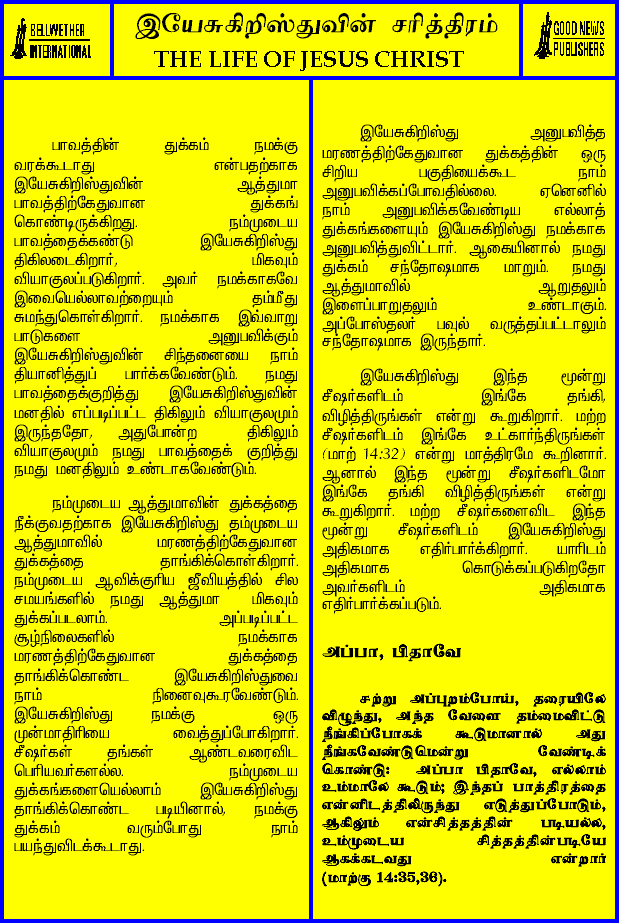 BELLWETHER
INTERNATIONAL
இயேசுகிறிஸ்துவின் சரித்திரம்
THE LIFE OF JESUS CHRIST
GOOD NEWS
PUBLISHERS
பாவத்தின் துக்கம் நமக்கு
வரக்கூடாது என்பதற்காக
இயேசுகிறிஸ்துவின் ஆத்துமா
பாவத்திற்கேதுவான துக்கங்
கொண்டிருக்கிறது. நம்முடைய
பாவத்தைக்கண்டு இயேசுகிறிஸ்து
திகிலடைகிறார், மிகவும்
வியாகுலப்படுகிறார். அவர் நமக்காகவே
இவையெல்லாவற்றையும் தம்மீது
சுமந்துகொள்கிறார். நமக்காக இவ்வாறு
பாடுகளை அனுபவிக்கும்
இயேசுகிறிஸ்துவின் சிந்தனையை நாம்
தியானித்துப் பார்க்கவேண்டும். நமது
பாவத்தைக்குறித்து இயேசுகிறிஸ்துவின்
மனதில் எப்படிப்பட்ட திகிலும் வியாகுலமும்
இருந்ததோ, அதுபோன்ற திகிலும்
வியாகுலமும் நமது பாவத்தைக் குறித்து
நமது மனதிலும் உண்டாகவேண்டும்.
நம்முடைய ஆத்துமாவின் துக்கத்தை
நீக்குவதற்காக இயேசுகிறிஸ்து தம்முடைய
ஆத்துமாவில் மரணத்திற்கேதுவான
துக்கத்தை தாங்கிக்கொள்கிறார்.
நம்முடைய ஆவிக்குரிய ஜீவியத்தில் சில
சமயங்களில் நமது ஆத்துமா மிகவும்
துக்கப்படலாம். அப்படிப்பட்ட
சூழ்நிலைகளில் நமக்காக
மரணத்திற்கேதுவான துக்கத்தை
தாங்கிக்கொண்ட இயேசுகிறிஸ்துவை
நாம் நினைவுகூரவேண்டும்.
இயேசுகிறிஸ்து நமக்கு ஒரு
முன்மாதிரியை வைத்துப்போகிறார்.
சீஷர்கள் தங்கள் ஆண்டவரைவிட
பெரியவர்களல்ல. நம்முடைய
துக்கங்களையெல்லாம் இயேசுகிறிஸ்து
தாங்கிக்கொண்ட படியினால், நமக்கு
துக்கம் வரும்போது நாம்
பயந்துவிடக்கூடாது.
இயேசுகிறிஸ்து அனுபவித்த
மரணத்திற்கேதுவான துக்கத்தின் ஒரு
சிறிய பகுதியைக்கூட நாம்
அனுபவிக்கப்போவதில்லை. ஏனெனில்
நாம் அனுபவிக்கவேண்டிய எல்லாத்
துக்கங்களையும் இயேசுகிறிஸ்து நமக்காக
அனுபவித்துவிட்டார். ஆகையினால் நமது
துக்கம் சந்தோஷமாக மாறும். நமது
ஆத்துமாவில் ஆறுதலும்
இளைப்பாறுதலும் உண்டாகும்.
அப்போஸ்தலர் பவுல் வருத்தப்பட்டாலும்
சந்தோஷமாக இருந்தார்.
இயேசுகிறிஸ்து இந்த மூன்று
சீஷர்களிடம் இங்கே தங்கி,
விழித்திருங்கள் என்று கூறுகிறார். மற்ற
சீஷர்களிடம் இங்கே உட்கார்ந்திருங்கள்
(மாற் 14:32) என்று மாத்திரமே கூறினார்.
ஆனால் இந்த மூன்று சீஷர்களிடமோ
இங்கே தங்கி விழித்திருங்கள் என்று
கூறுகிறார். மற்ற சீஷர்களைவிட இந்த
மூன்று சீஷர்களிடம் இயேசுகிறிஸ்து
அதிகமாக எதிர்பார்க்கிறார். யாரிடம்
அதிகமாக கொடுக்கப்படுகிறதோ
அவர்களிடம் அதிகமாக
எதிர்பார்க்கப்படும்.
அப்பா, பிதாவே
சற்று அப்புறம்போய், தரையிலே
விழுந்து, அந்த வேளை தம்மைவிட்டு
நீங்கிப்போகக் கூடுமானால் அது
நீங்கவேண்டுமென்று வேண்டிக்
கொண்டு: அப்பா பிதாவே, எல்லாம்
உம்மாலே கூடும்; இந்தப் பாத்திரத்தை
என்னிடத்திலிருந்து எடுத்துப்போடும்,
ஆகிலும் என்சித்தத்தின் படியல்ல,
உம்முடைய சித்தத்தின்படியே
ஆகக்கடவது என்றார்
(மாற்கு 14:35,36).